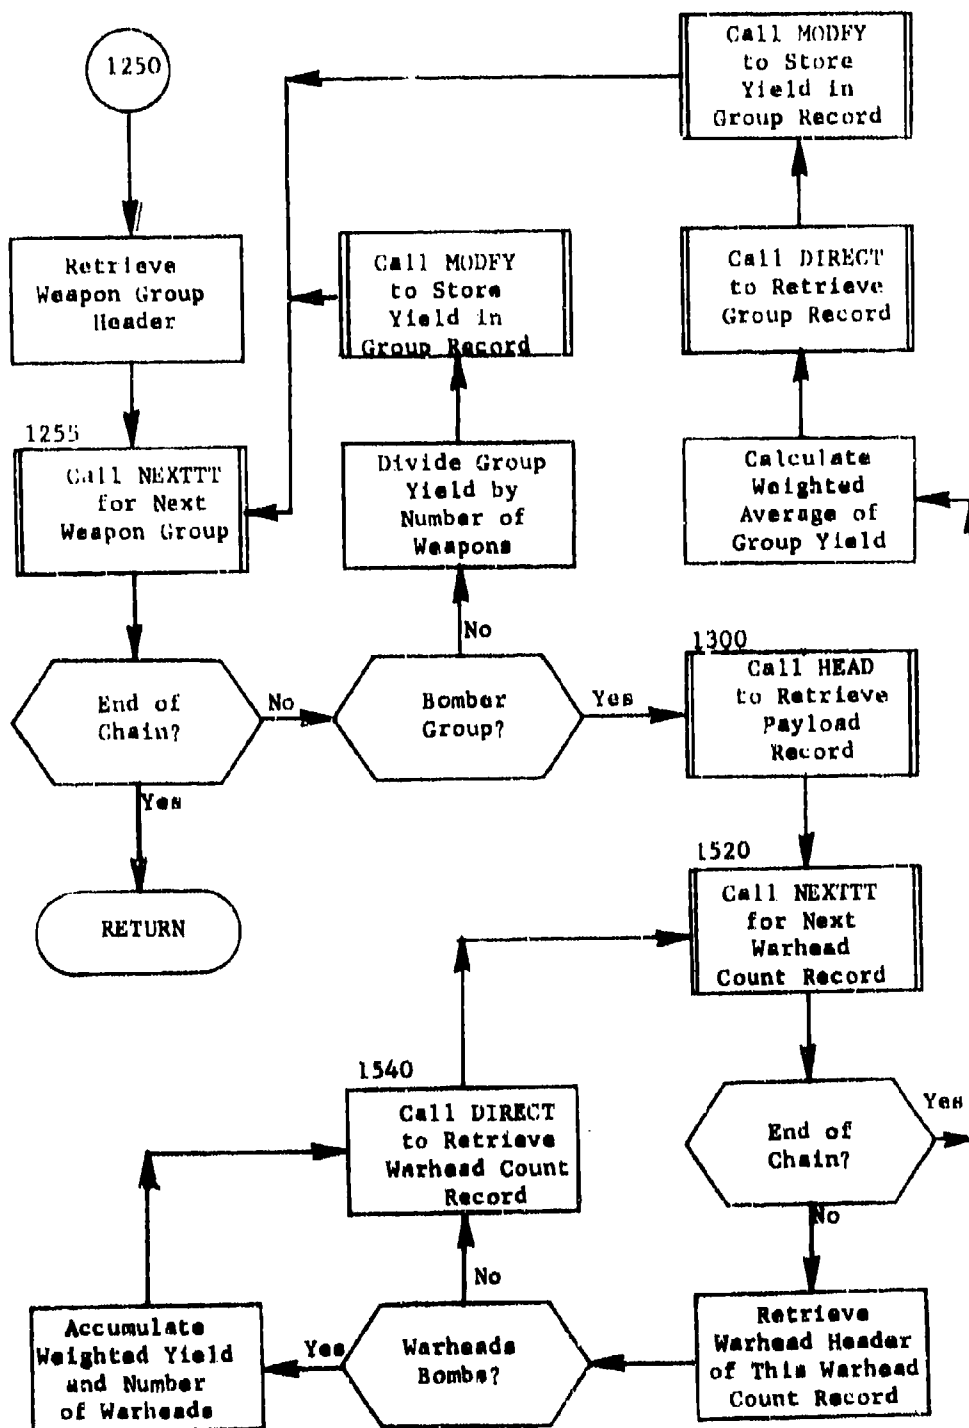 1250
Retrieve
Weapon Group
Header
1255
Call NEXTTT
for Next
Weapon Group
End of
Chain?
No
Yes
RETURN
Call MODFY
to Store
Yield in
Group Record
Divide Group
Yield by
Number of
Weapons
No
Bomber
Group?
Yes
Call MODFY
to Store
Yield in
Group Record
Call DIRECT
to Retrieve
Group Record
Calculate
Weighted
Average of
Group Yield
1300
Call HEAD
to Retrieve
Payload
Record
1520
Call NEXTTT
for Next
Warhead
Count Record
End of
Chain?
Yes
No
Retrieve
Warhead Header
of This Warhead
Count Record
Warheads
Bombs?
No
Yes
1540
Call DIRECT
to Retrieve
Warhead Count
Record
Accumulate
Weighted Yield
and Number
of Warheads